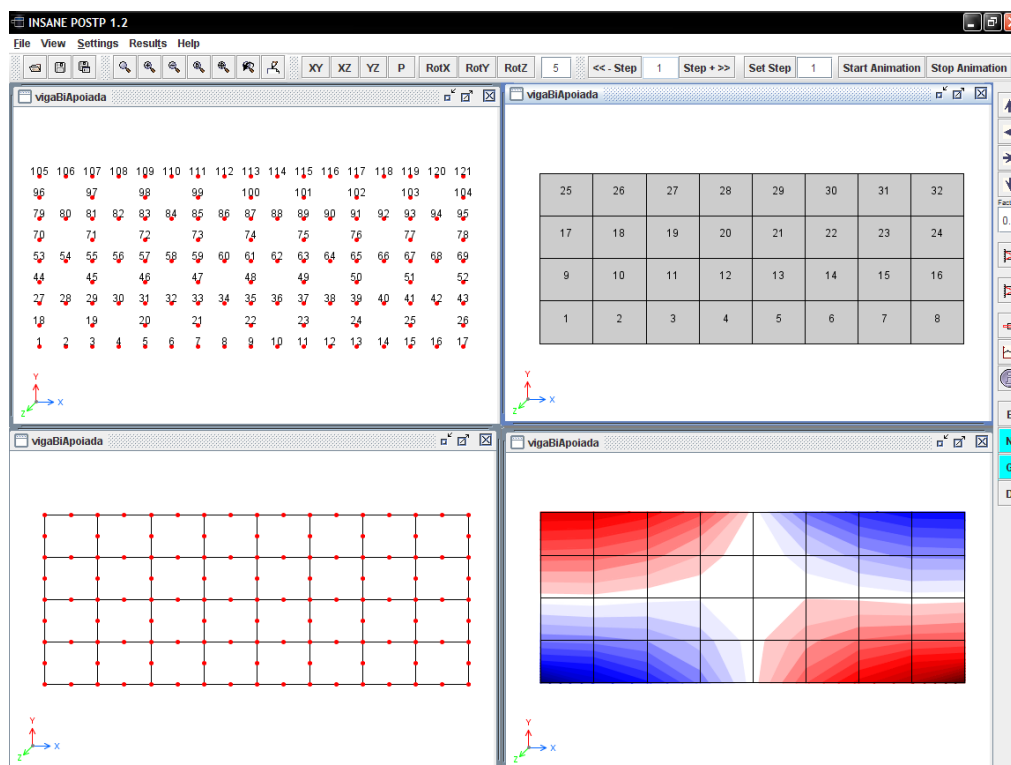 INSANE POSTP 1.2
File View Settings Results Help
XY XZ YZ P RotX RotY RotZ 5 << - Step 1 Step + >> Set Step 1 Start Animation Stop Animation
vigaBiApoiada
105 106 107 108 109 110 111 112 113 114 115 116 117 118 119 120 121
96 97 98 99 100 101 102 103 104
79 80 81 82 83 84 85 86 87 88 89 90 91 92 93 94 95
70 71 72 73 74 75 76 77 78
53 54 55 56 57 58 59 60 61 62 63 64 65 66 67 68 69
44 45 46 47 48 49 50 51 52
27 28 29 30 31 32 33 34 35 36 37 38 39 40 41 42 43
18 19 20 21 22 23 24 25 26
1 2 3 4 5 6 7 8 9 10 11 12 13 14 15 16 17
Y
X
Z
vigaBiApoiada
25 26 27 28 29 30 31 32
17 18 19 20 21 22 23 24
9 10 11 12 13 14 15 16
1 2 3 4 5 6 7 8
Y
X
Z
Fac
0.
E
D
vigaBiApoiada
Y
X
Z
vigaBiApoiada
Y
X
Z